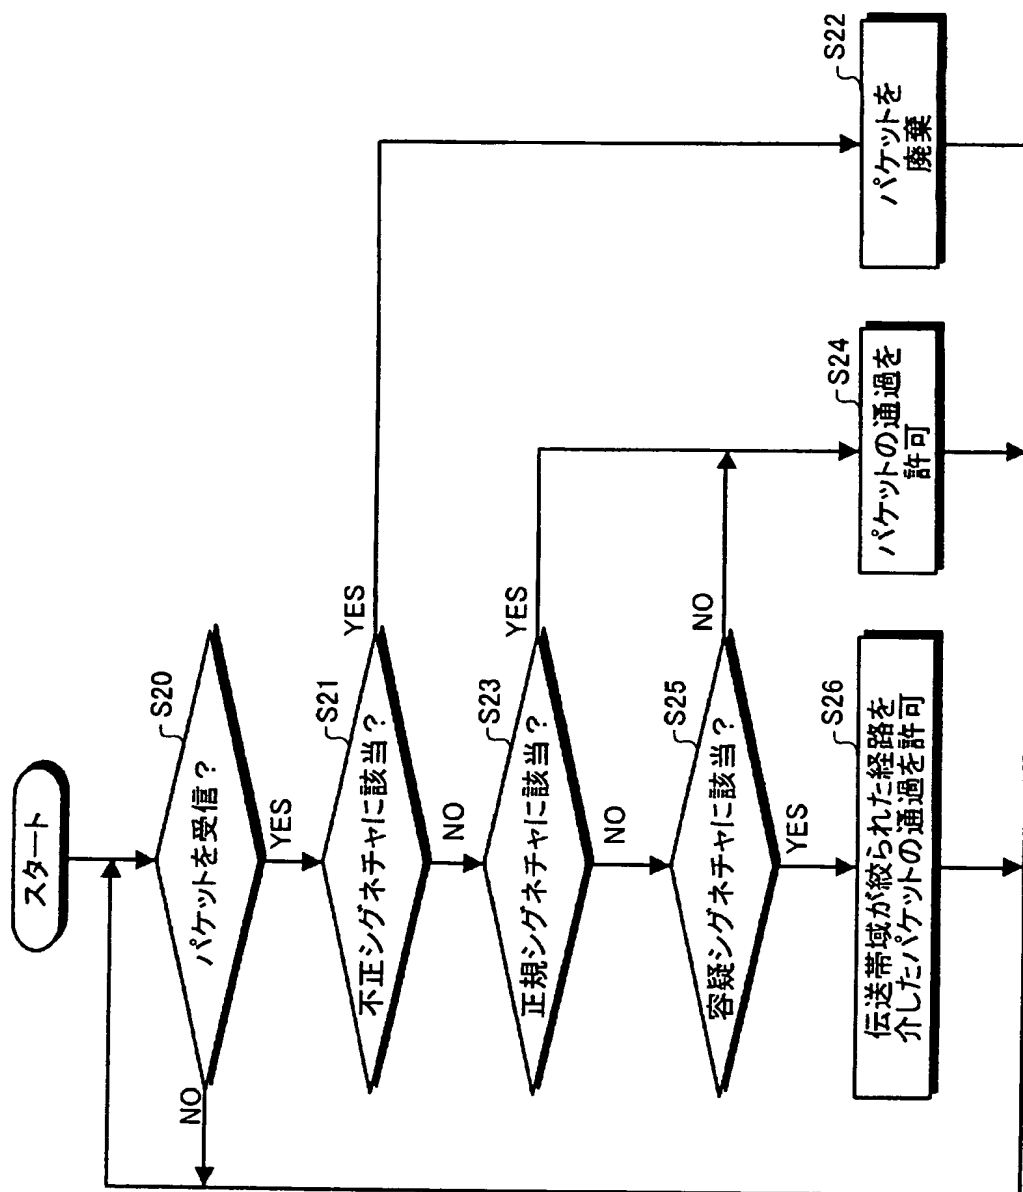 スタート
S20
パケットを受信？
NO
YES
S21
不正シグネチャに該当？
YES
NO
S23
正規シグネチャに該当？
YES
NO
S25
容疑シグネチャに該当？
NO
YES
S26
伝送帯域が絞られた経路を
介したパケットの通過を許可
S24
パケットの通過を
許可
S22
パケットを
廃棄